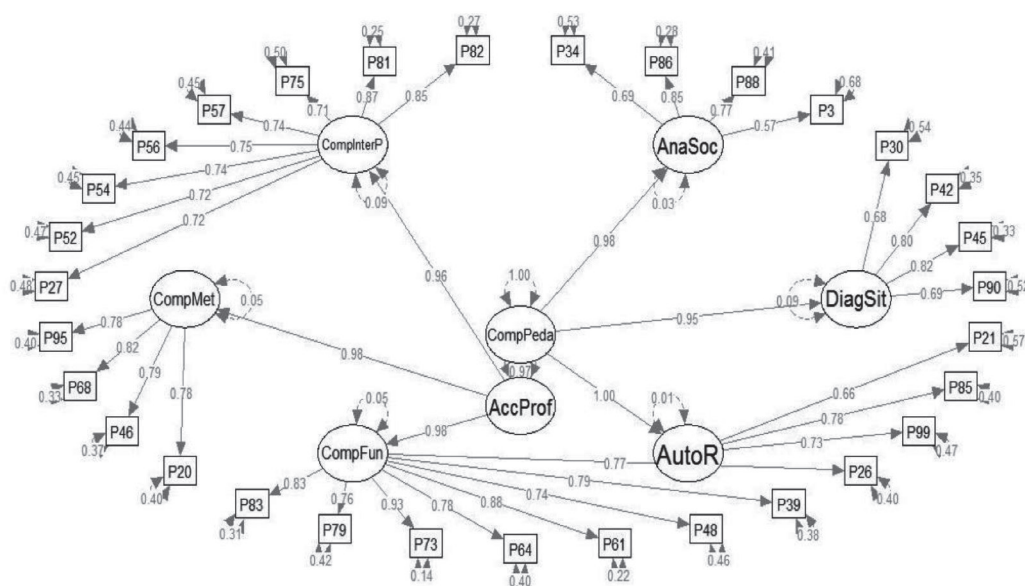 0.53
0.28
0.25
0.27
P34
P86
0.41
0.50
P81
P82
P88
0.68
P75
0.69
0.85
0.77
P3
0.45
P57
0.71
0.87
0.85
0.57
0.44
P56
0.74
CompInterP
AnaSoc
P30
0.54
0.75
0.45
P54
0.74
0.09
0.03
P42
0.35
0.72
0.68
0.47
P52
0.72
0.80
P45
0.33
0.98
0.82
0.48
P27
CompMet
0.05
0.96
1.00
0.09
DiagSit
0.69
P90
0.52
P95
0.78
CompPeda
0.95
P21
0.57
0.40
0.82
0.98
0.97
0.66
P68
0.79
P85
0.33
0.78
AccProf
1.00
0.78
0.40
P46
0.05
0.98
0.01
0.73
P99
0.37
CompFun
AutoR
0.47
P20
0.77
P26
0.40
0.83
0.79
0.40
P83
0.76
0.93
0.78
0.88
0.74
P39
0.31
P79
P73
P64
P61
P48
0.38
0.42
0.14
0.40
0.22
0.46